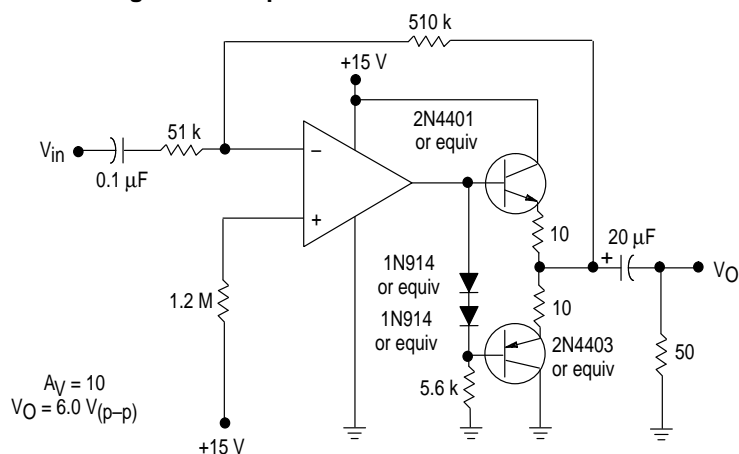 510 k
+15 V
2N4401
or equiv
51 k
Vin
0.1 µF
−
+
10
20 µF
+
VO
1N914
or equiv
1.2 M
1N914
or equiv
10
2N4403
or equiv
50
5.6 k
AV = 10
VO = 6.0 V(p–p)
+15 V